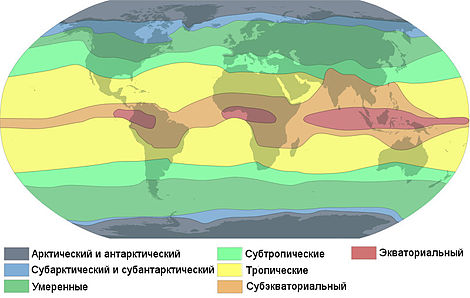 Арктический и антарктический
Субарктический и субантарктический
Умеренные
Субтропические
Тропические
Субэкваториальный
Экваториальный